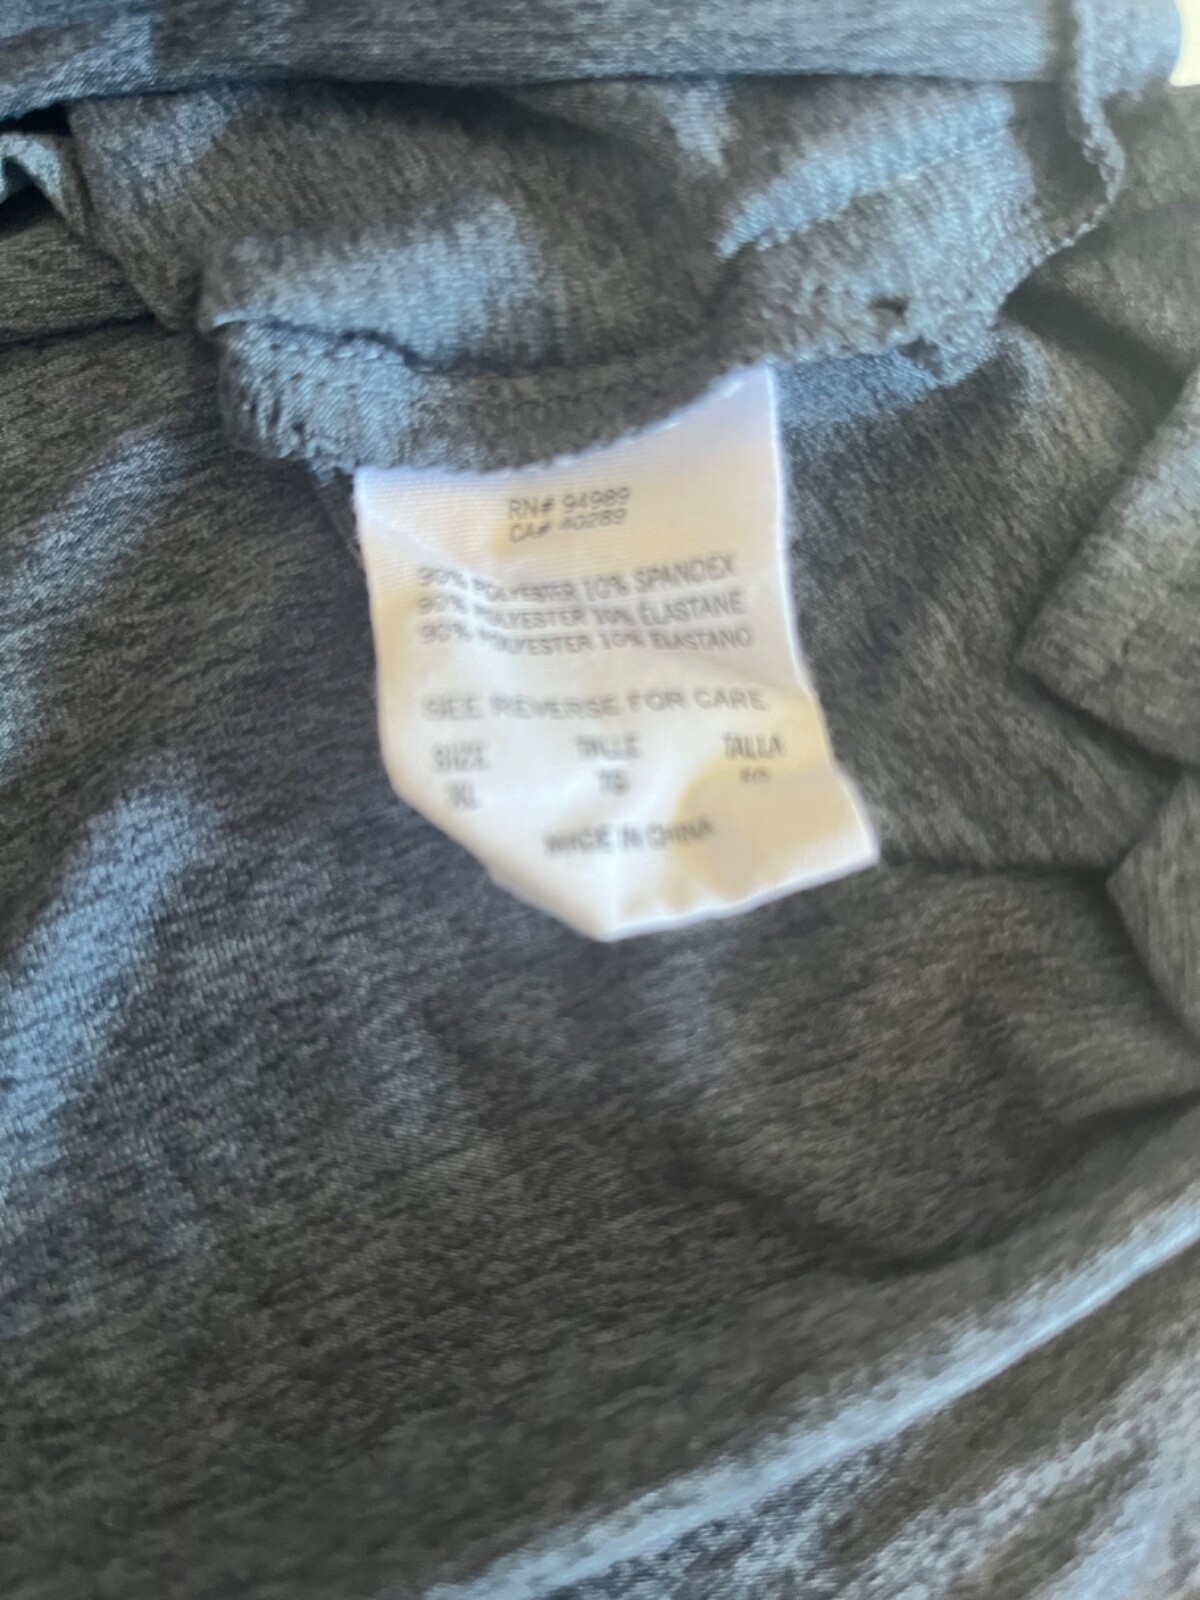 RN# 94989
CA# 40289
90% POLYESTER 10% SPANDEX
90% POLYESTER 10% ÉLASTANE
90% POLYESTER 10% ELASTANO
SEE REVERSE FOR CARE
SIZE TAILLE TALLA
XL TG
MADE IN CHINA